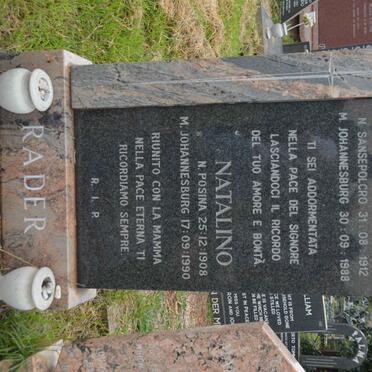 N. SANSEPOLCRO 31·08·1912
M. JOHANNESBURG 30·09·1988
TI SEI ADDORMENTATA
NELLA PACE DEL SIGNORE
LASCIANDOCI IL RICORDO
DEL TUO AMORE E BONTÀ
NATALINO
N. POSINA 25·12·1908
M. JOHANNESBURG 17·09·1990
RIUNITO CON LA MAMMA
NELLA PACE ETERNA TI
RICORDIAMO SEMPRE
R. I. P.
RADER